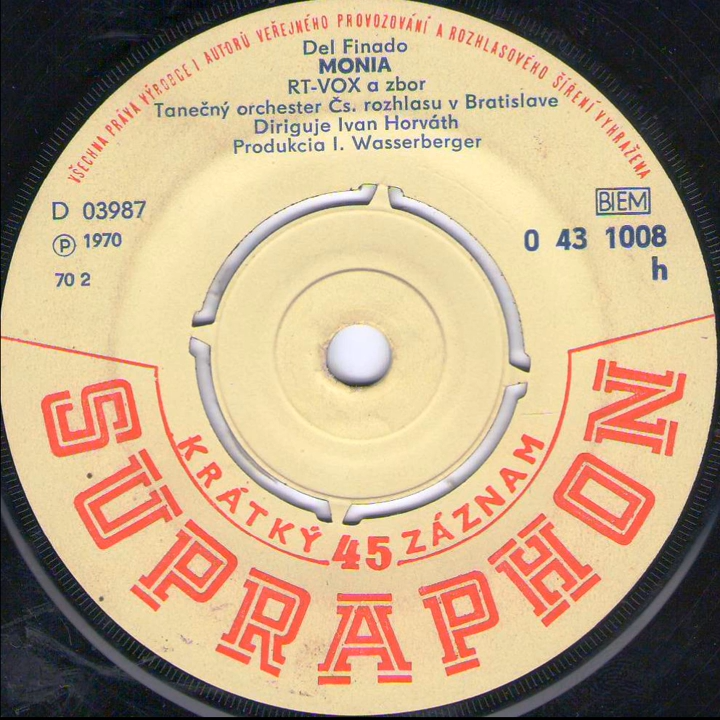 VŠECHNA PRÁVA VÝROBCE I AUTORŮ VEŘEJNÉHO PROVOZOVÁNÍ A ROZHLASOVÉHO ŠÍŘENÍ VYHRAŽENA
Del Finado
MONIA
RT-VOX a zbor
Tanečný orchester Čs. rozhlasu v Bratislave
Diriguje Ivan Horváth
Produkcia I. Wasserberger
D 03987
Ⓟ 1970
70 2
BIEM
0 43 1008
h
KRÁTKÝ 45 ZÁZNAM
SUPRAPHON